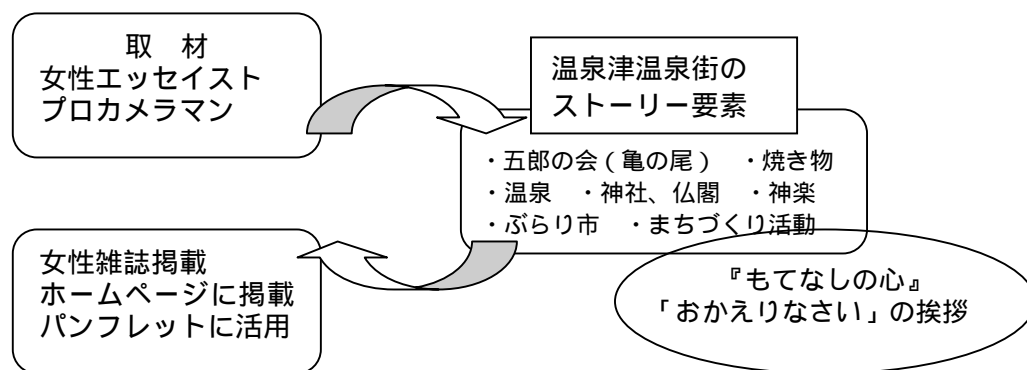 取　材
女性エッセイスト
プロカメラマン
温泉津温泉街の
ストーリー要素
・五郎の会（亀の尾）　・焼き物
・温泉　・神社、仏閣　・神楽
・ぶらり市　・まちづくり活動
女性雑誌掲載
ホームページに掲載
パンフレットに活用
『もてなしの心』
「おかえりなさい」の挨拶